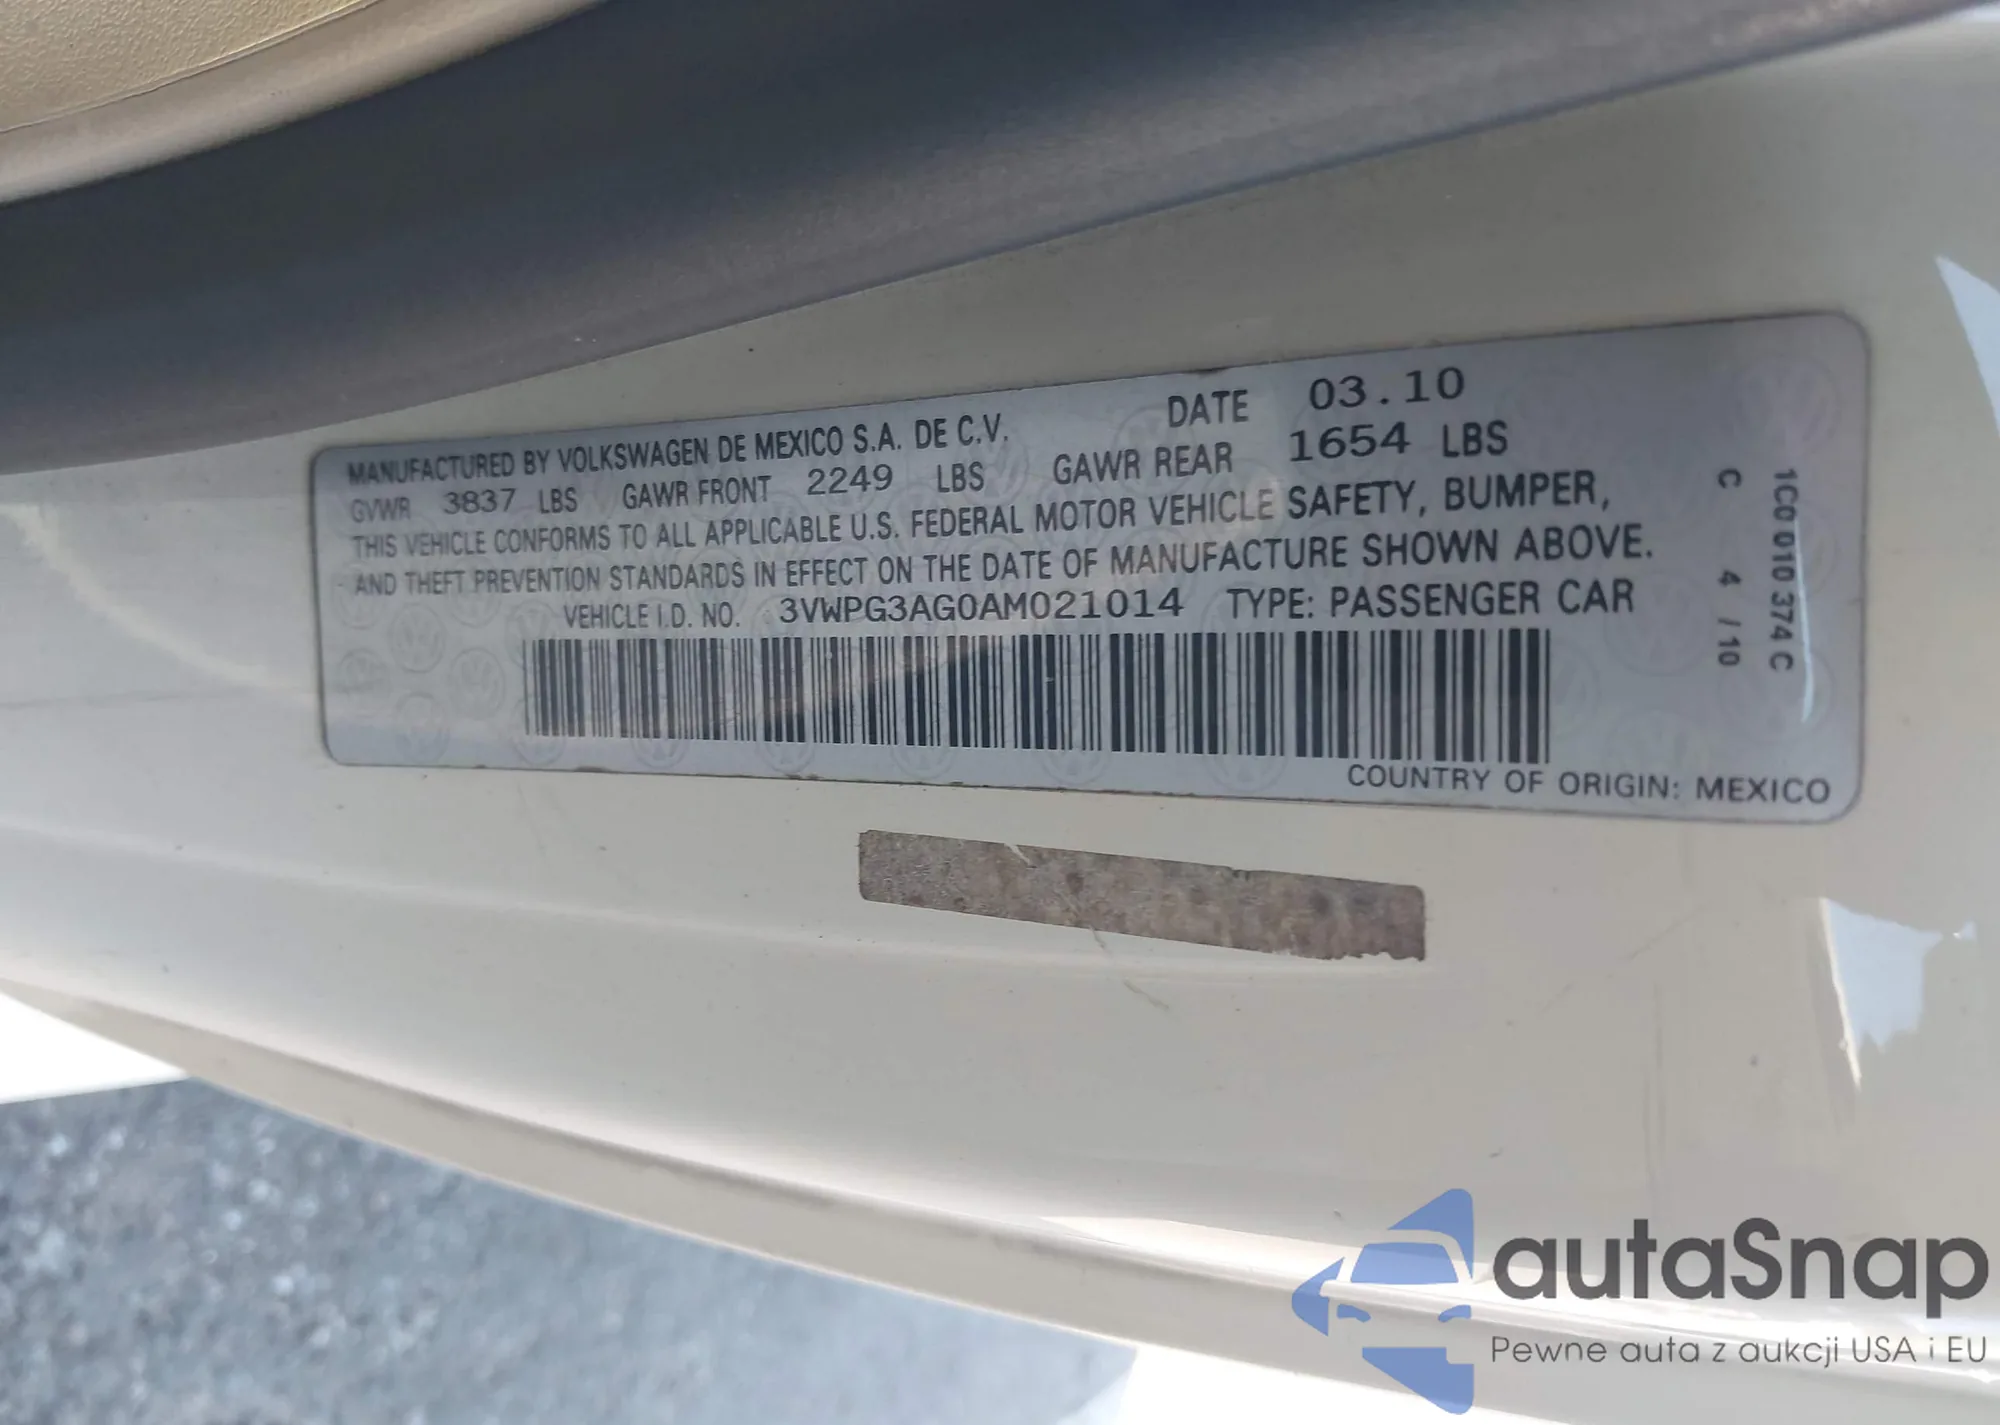 MANUFACTURED BY VOLKSWAGEN DE MEXICO S.A. DE C.V. DATE 03.10
GVWR 3837 LBS GAWR FRONT 2249 LBS GAWR REAR 1654 LBS
THIS VEHICLE CONFORMS TO ALL APPLICABLE U.S. FEDERAL MOTOR VEHICLE SAFETY, BUMPER,
AND THEFT PREVENTION STANDARDS IN EFFECT ON THE DATE OF MANUFACTURE SHOWN ABOVE.
VEHICLE I.D. NO. 3VWPG3AG0AM021014 TYPE: PASSENGER CAR
COUNTRY OF ORIGIN: MEXICO
1C0 010 374 C
C 4 / 10
autaSnap
Pewne auta z aukcji USA i EU